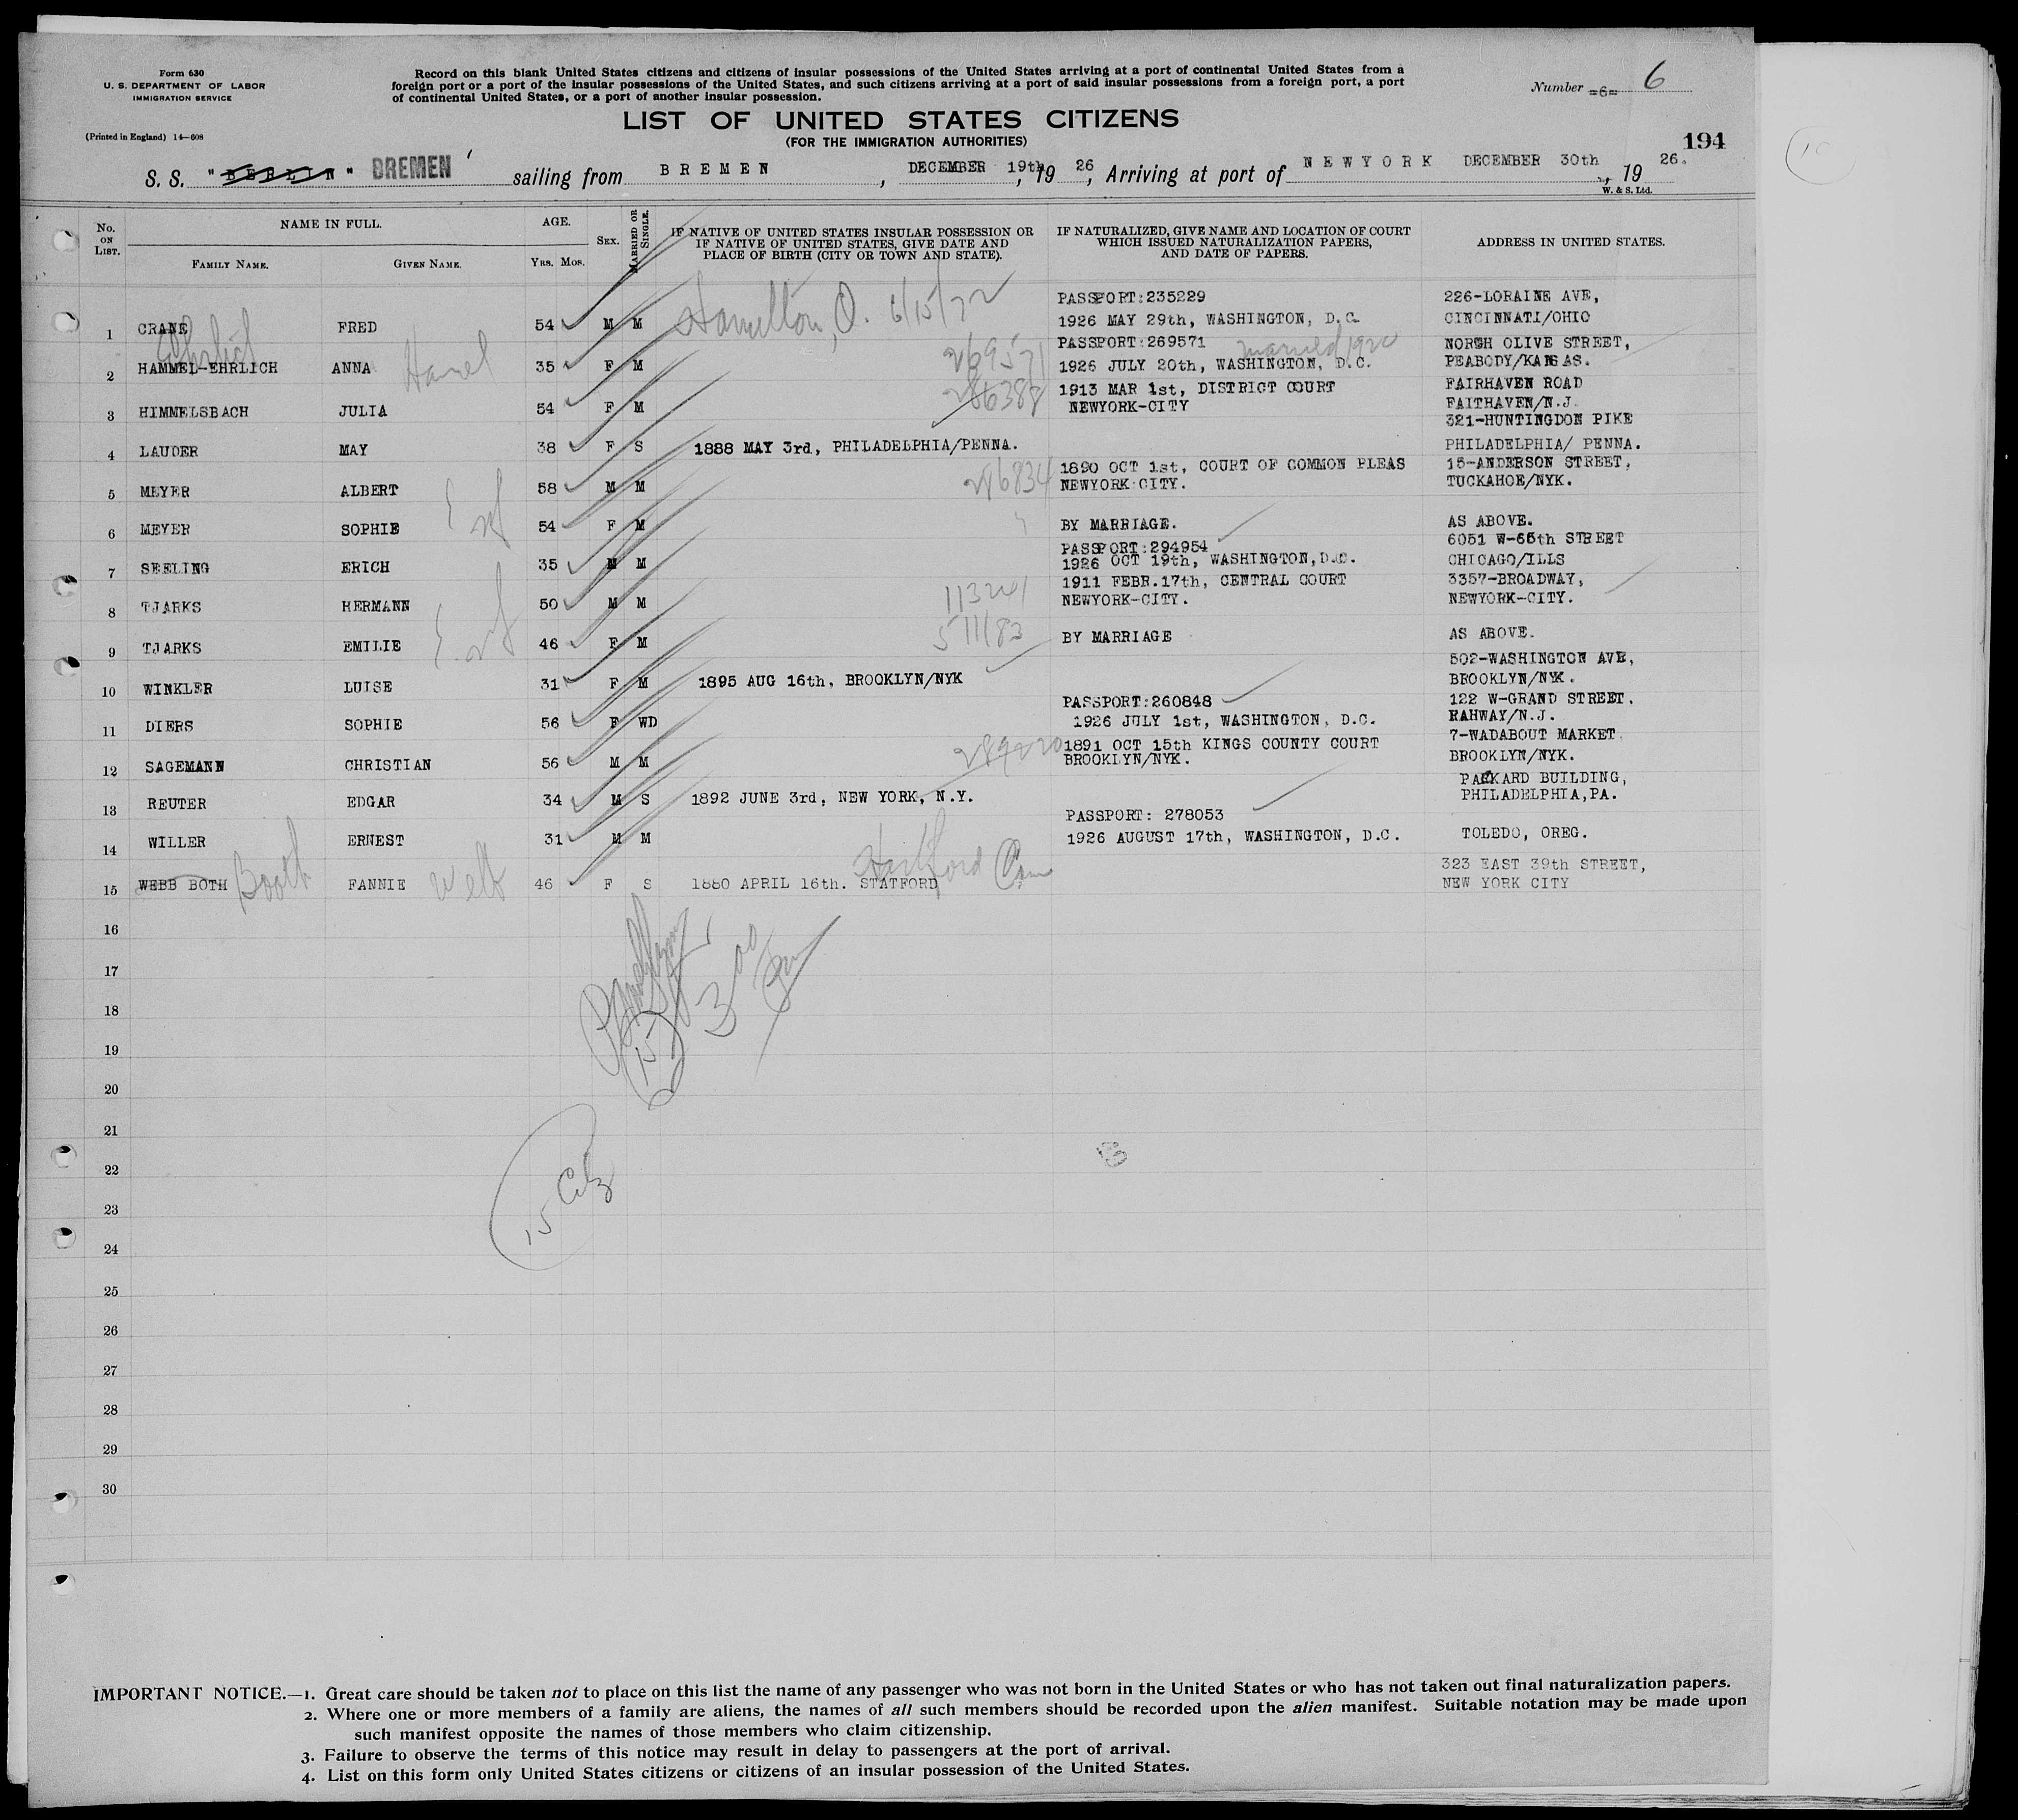 Form 630
U. S. DEPARTMENT OF LABOR
IMMIGRATION SERVICE
(Printed in England) 14—608
Record on this blank United States citizens and citizens of insular possessions of the United States arriving at a port of continental United States from a
foreign port or a port of the insular possessions of the United States, and such citizens arriving at a port of said insular possessions from a foreign port, a port
of continental United States, or a port of another insular possession.
Number =6= 6
LIST OF UNITED STATES CITIZENS
(FOR THE IMMIGRATION AUTHORITIES)
194
S. S. "BERLIN" BREMEN sailing from BREMEN, DECEMBER 19th, 19 26, Arriving at port of NEWYORK DECEMBER 30th, 19 26.
W. & S. Ltd.
No. ON LIST. NAME IN FULL. AGE. SEX. MARRIED OR SINGLE. IF NATIVE OF UNITED STATES INSULAR POSSESSION OR IF NATIVE OF UNITED STATES, GIVE DATE AND PLACE OF BIRTH (CITY OR TOWN AND STATE). IF NATURALIZED, GIVE NAME AND LOCATION OF COURT WHICH ISSUED NATURALIZATION PAPERS, AND DATE OF PAPERS. ADDRESS IN UNITED STATES.
FAMILY NAME. GIVEN NAME. YRS. MOS.
PASSPORT:235229 226-LORAINE AVE,
1 CRANE FRED 54 M M Hamilton, O. 6/15/72 1926 MAY 29th, WASHINGTON, D.C. CINCINNATI/OHIO
Ehrlich Hamel 269571 PASSPORT:269571 married 1920 NORTH OLIVE STREET,
2 HAMMEL-EHRLICH ANNA 35 F M 1926 JULY 20th, WASHINGTON, D.C. PEABODY/KANSAS.
286388 1913 MAR 1st, DISTRICT COURT FAIRHAVEN ROAD
3 HIMMELSBACH JULIA 54 F M NEWYORK-CITY FAITHAVEN/N.J.
321-HUNTINGDON PIKE
4 LAUDER MAY 38 F S 1888 MAY 3rd, PHILADELPHIA/PENNA. PHILADELPHIA/ PENNA.
286834 1890 OCT 1st, COURT OF COMMON PLEAS 15-ANDERSON STREET,
5 MEYER ALBERT 58 M M NEWYORK CITY. TUCKAHOE/NYK.
6 MEYER SOPHIE 54 F M BY MARRIAGE. AS ABOVE.
PASSPORT:294954 6051 W-65th STREET
7 SEELING ERICH 35 M M 1926 OCT 19th, WASHINGTON,D.C. CHICAGO/ILLS
1911 FEBR.17th, CENTRAL COURT 3357-BROADWAY,
8 TJARKS HERMANN 50 M M NEWYORK-CITY. NEWYORK-CITY.
9 TJARKS EMILIE 46 F M BY MARRIAGE AS ABOVE.
502-WASHINGTON AVE,
10 WINKLER LUISE 31 F M 1895 AUG 16th, BROOKLYN/NYK BROOKLYN/NYK.
PASSPORT:260848 122 W-GRAND STREET.
11 DIERS SOPHIE 56 F WD 1926 JULY 1st, WASHINGTON, D.C. RAHWAY/N.J.
1891 OCT 15th KINGS COUNTY COURT 7-WADABOUT MARKET
12 SAGEMANN CHRISTIAN 56 M M BROOKLYN/NYK. BROOKLYN/NYK.
PACKARD BUILDING,
13 REUTER EDGAR 34 M S 1892 JUNE 3rd, NEW YORK, N.Y. PHILADELPHIA,PA.
PASSPORT: 278053
14 WILLER ERNEST 31 M M 1926 AUGUST 17th, WASHINGTON, D.C. TOLEDO, OREG.
Hartford Conn 323 EAST 39th STREET,
15 WEBB BOTH Booth FANNIE Webb 46 F S 1880 APRIL 16th. STATFORD NEW YORK CITY
16
17
18
19
20
21
22
15 Citz
23
24
25
26
27
28
29
30
IMPORTANT NOTICE.—1. Great care should be taken not to place on this list the name of any passenger who was not born in the United States or who has not taken out final naturalization papers.
2. Where one or more members of a family are aliens, the names of all such members should be recorded upon the alien manifest. Suitable notation may be made upon
such manifest opposite the names of those members who claim citizenship.
3. Failure to observe the terms of this notice may result in delay to passengers at the port of arrival.
4. List on this form only United States citizens or citizens of an insular possession of the United States.